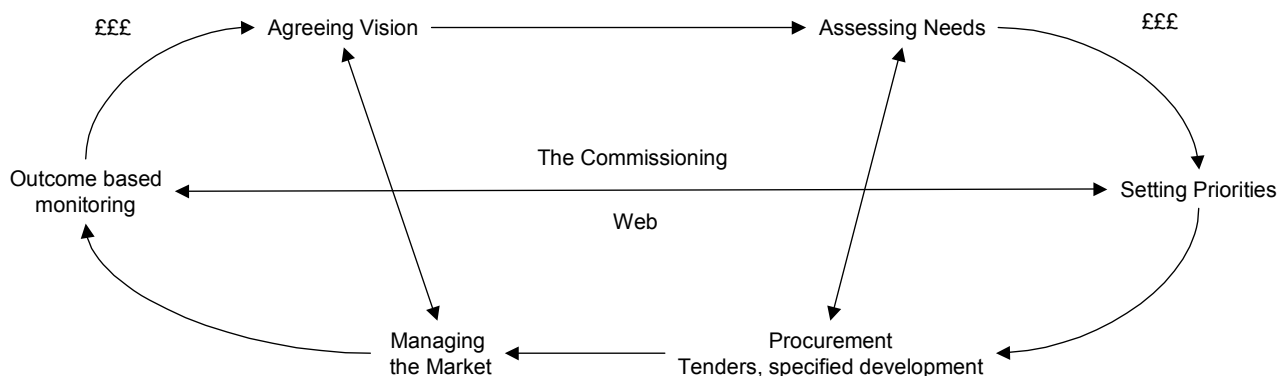 £££
Agreeing Vision
Assessing Needs
£££
The Commissioning
Outcome based
monitoring
Setting Priorities
Web
Managing
the Market
Procurement
Tenders, specified development